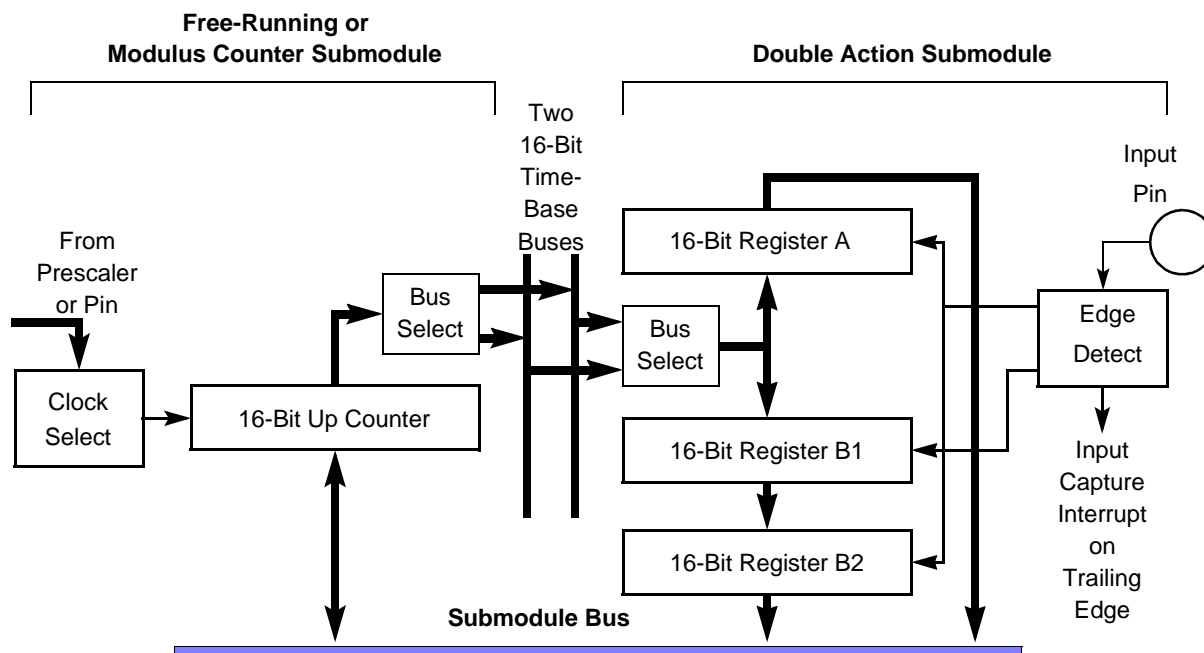 Free-Running or
Modulus Counter Submodule
Double Action Submodule
Two
16-Bit
Time-
Base
Buses
Input
Pin
From
Prescaler
or Pin
Bus
Select
16-Bit Register A
Bus
Select
Edge
Detect
Clock
Select
16-Bit Up Counter
16-Bit Register B1
Input
Capture
Interrupt
on
Trailing
Edge
16-Bit Register B2
Submodule Bus